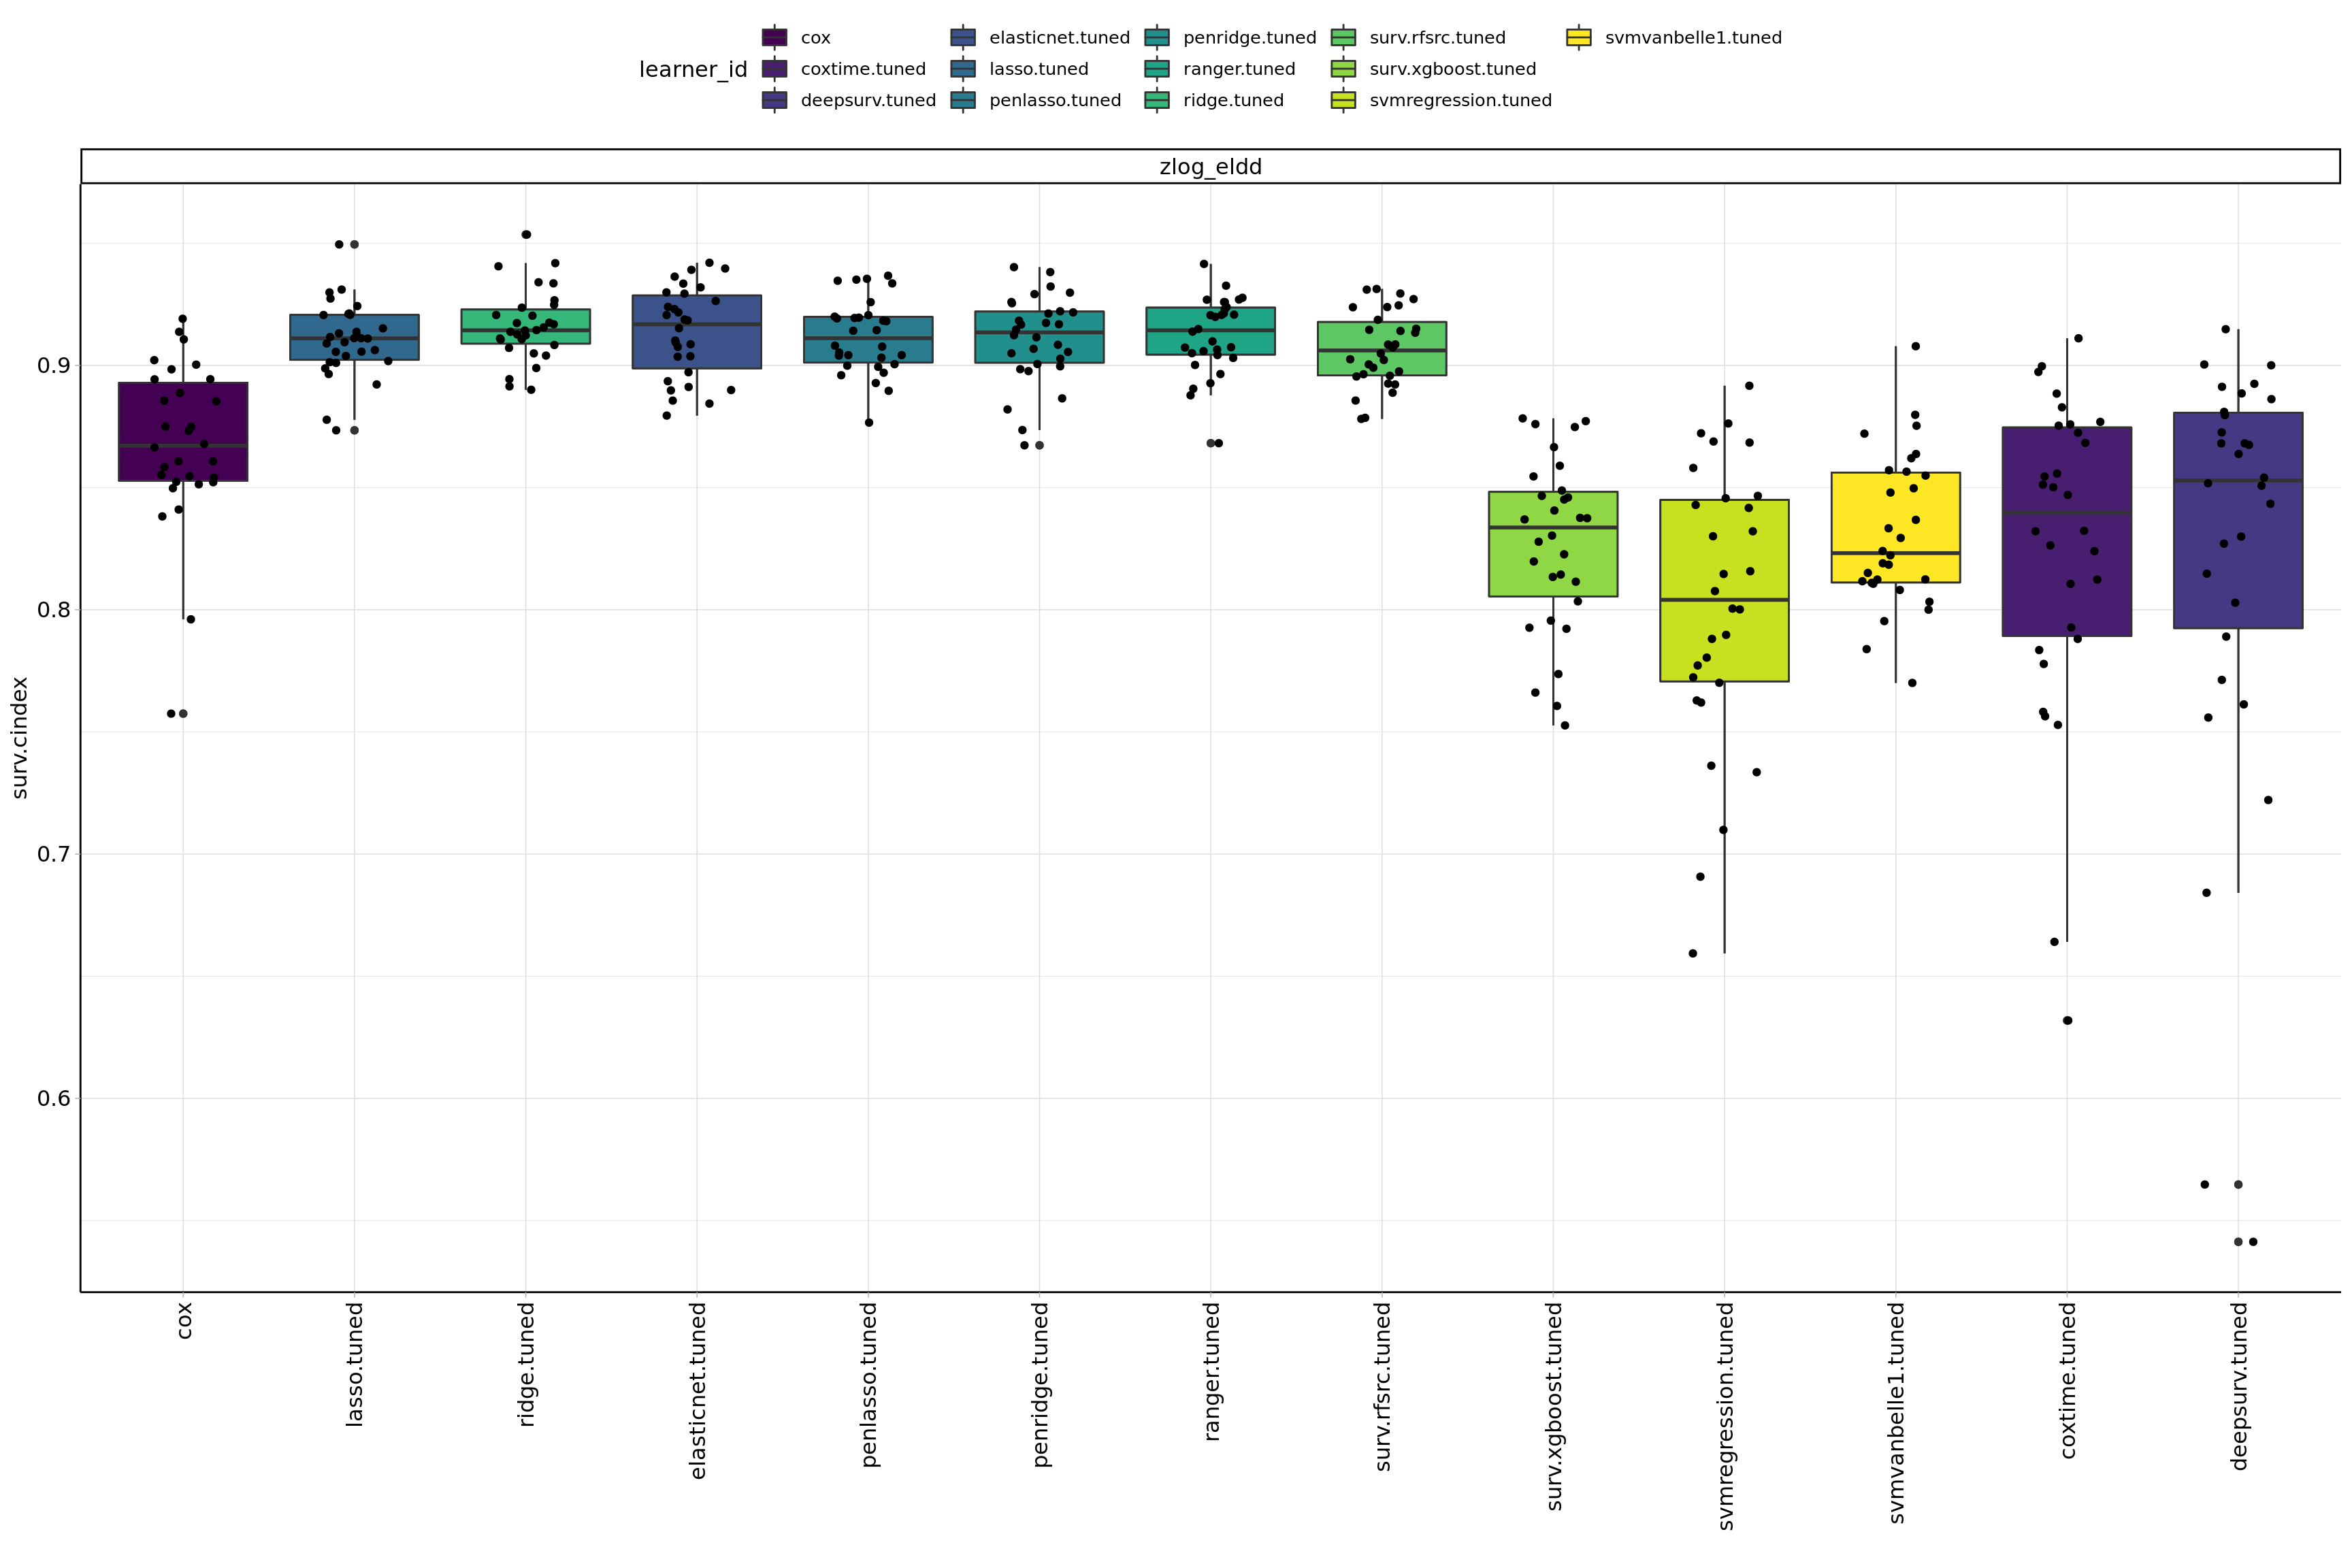 learner_id
cox
coxtime.tuned
deepsurv.tuned
elasticnet.tuned
lasso.tuned
penlasso.tuned
penridge.tuned
ranger.tuned
ridge.tuned
surv.rfsrc.tuned
surv.xgboost.tuned
svmregression.tuned
svmvanbelle1.tuned
zlog_eldd
surv.cindex
0.9
0.8
0.7
0.6
cox
lasso.tuned
ridge.tuned
elasticnet.tuned
penlasso.tuned
penridge.tuned
ranger.tuned
surv.rfsrc.tuned
surv.xgboost.tuned
svmregression.tuned
svmvanbelle1.tuned
coxtime.tuned
deepsurv.tuned